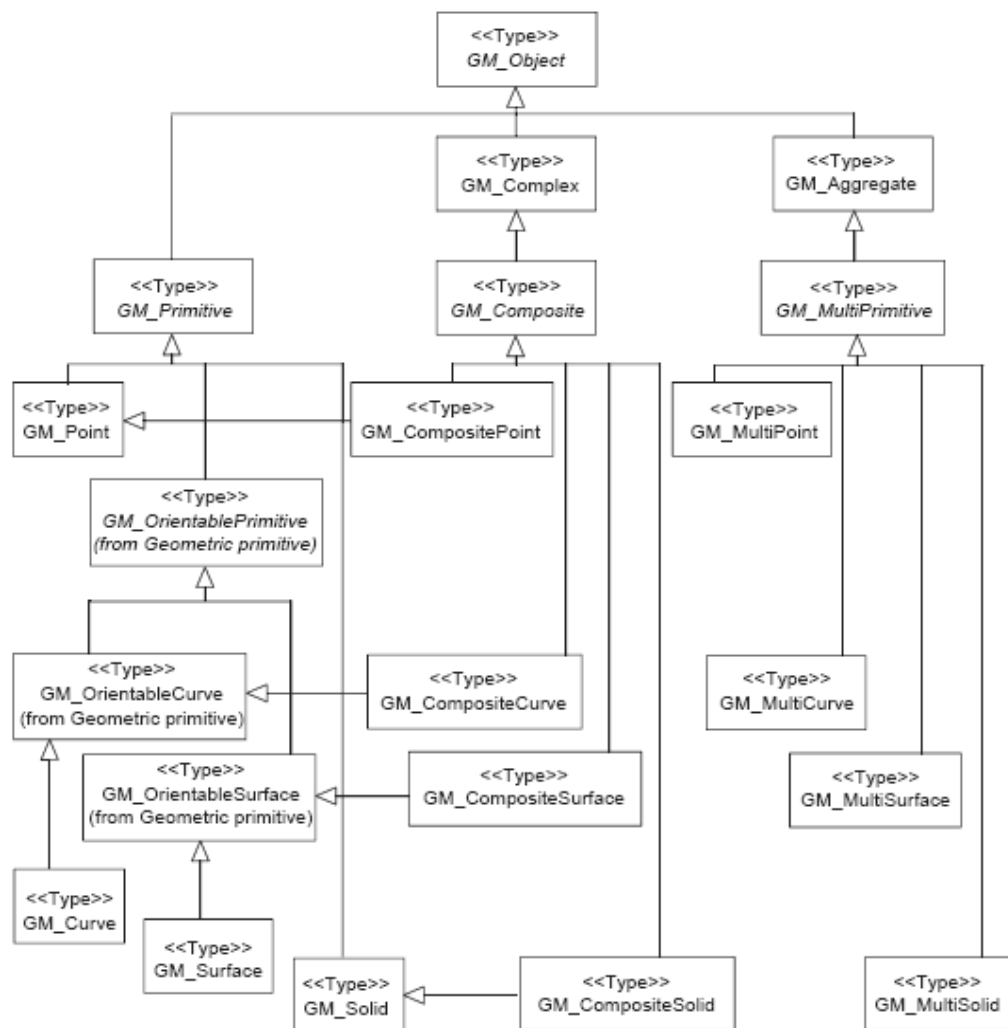 <<Type>>
GM_Object
<<Type>>
GM_Complex
<<Type>>
GM_Aggregate
<<Type>>
GM_Primitive
<<Type>>
GM_Composite
<<Type>>
GM_MultiPrimitive
<<Type>>
GM_Point
<<Type>>
GM_CompositePoint
<<Type>>
GM_MultiPoint
<<Type>>
GM_OrientablePrimitive
(from Geometric primitive)
<<Type>>
GM_OrientableCurve
(from Geometric primitive)
<<Type>>
GM_CompositeCurve
<<Type>>
GM_MultiCurve
<<Type>>
GM_OrientableSurface
(from Geometric primitive)
<<Type>>
GM_CompositeSurface
<<Type>>
GM_MultiSurface
<<Type>>
GM_Curve
<<Type>>
GM_Surface
<<Type>>
GM_Solid
<<Type>>
GM_CompositeSolid
<<Type>>
GM_MultiSolid